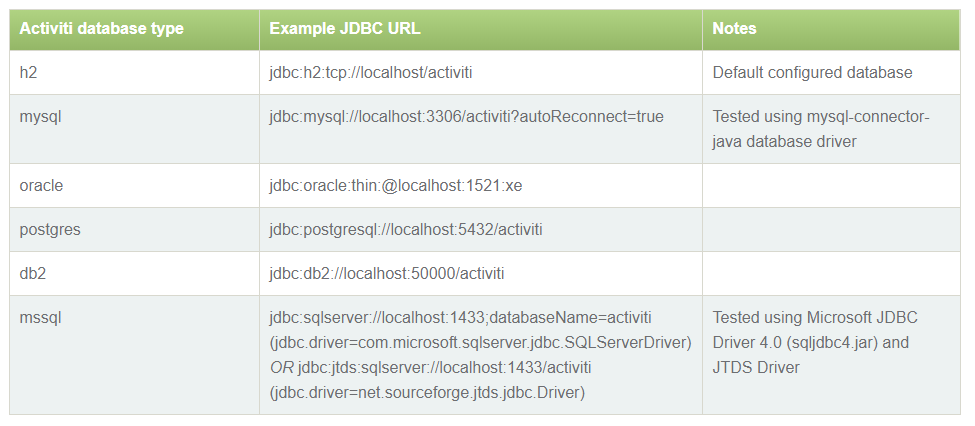 Activiti database type Example JDBC URL Notes
h2 jdbc:h2:tcp://localhost/activiti Default configured database
mysql jdbc:mysql://localhost:3306/activiti?autoReconnect=true Tested using mysql-connector-
java database driver
oracle jdbc:oracle:thin:@localhost:1521:xe
postgres jdbc:postgresql://localhost:5432/activiti
db2 jdbc:db2://localhost:50000/activiti
mssql jdbc:sqlserver://localhost:1433;databaseName=activiti Tested using Microsoft JDBC
(jdbc.driver=com.microsoft.sqlserver.jdbc.SQLServerDriver) Driver 4.0 (sqljdbc4.jar) and
OR jdbc:jtds:sqlserver://localhost:1433/activiti JTDS Driver
(jdbc.driver=net.sourceforge.jtds.jdbc.Driver)